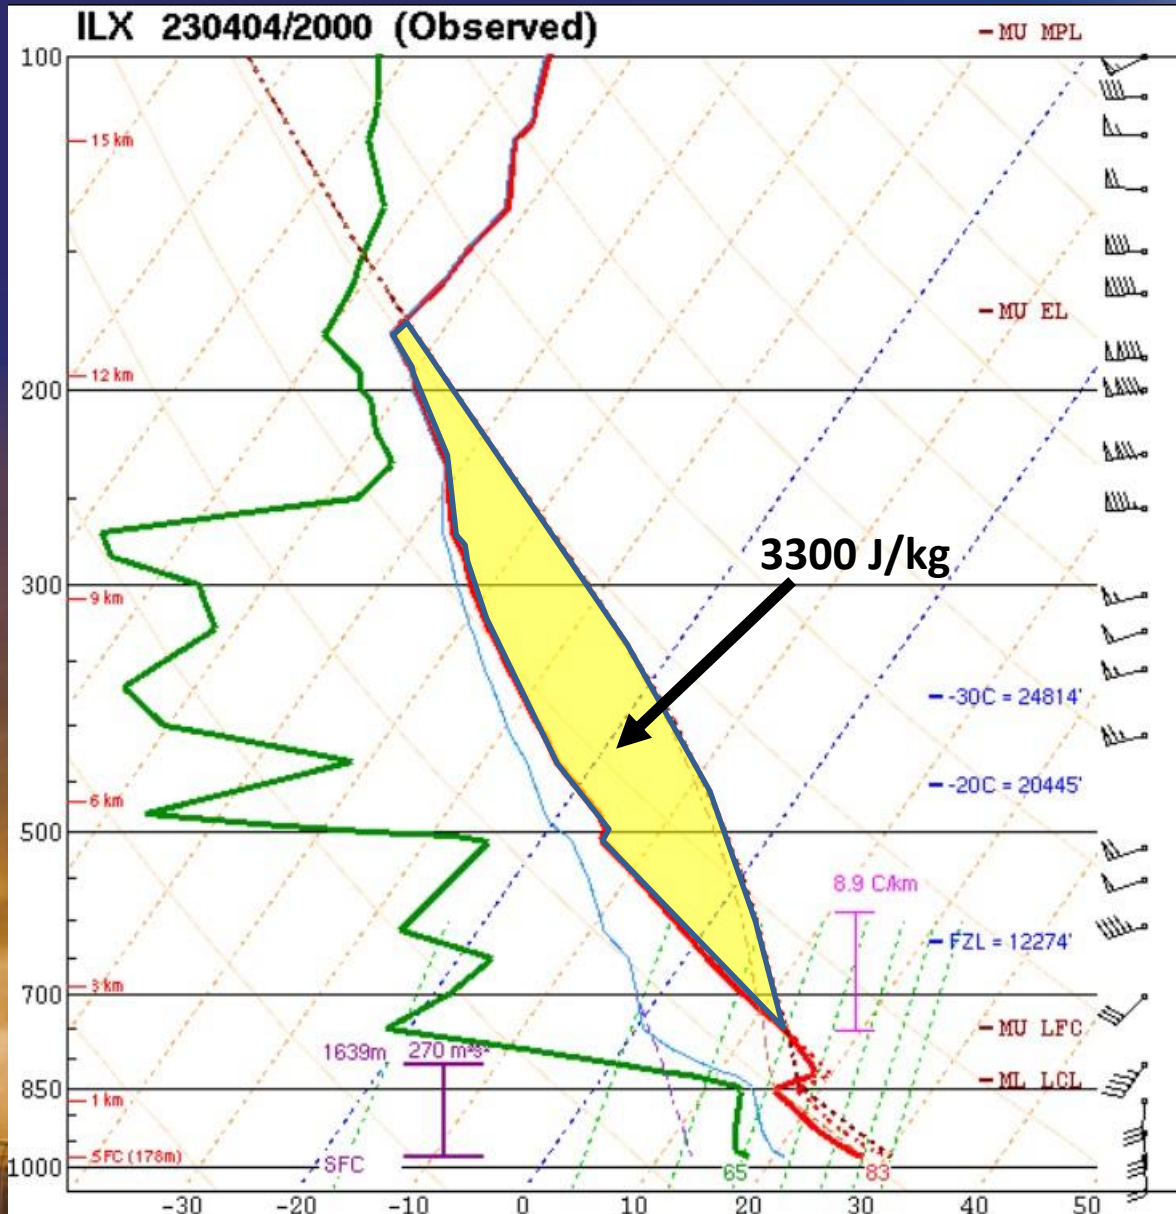 ILX 230404/2000 (Observed)
MU MPL
100
15 km
MU EL
12 km
200
3300 J/kg
300
9 km
-30C = 24814'
-20C = 20445'
6 km
500
8.9 C/km
FZL = 12274'
3 km
700
MU LFC
1639m 270 m²s²
ML LCL
850
1 km
SFC (178m)
1000
SFC
65
83
-30 -20 -10 0 10 20 30 40 50